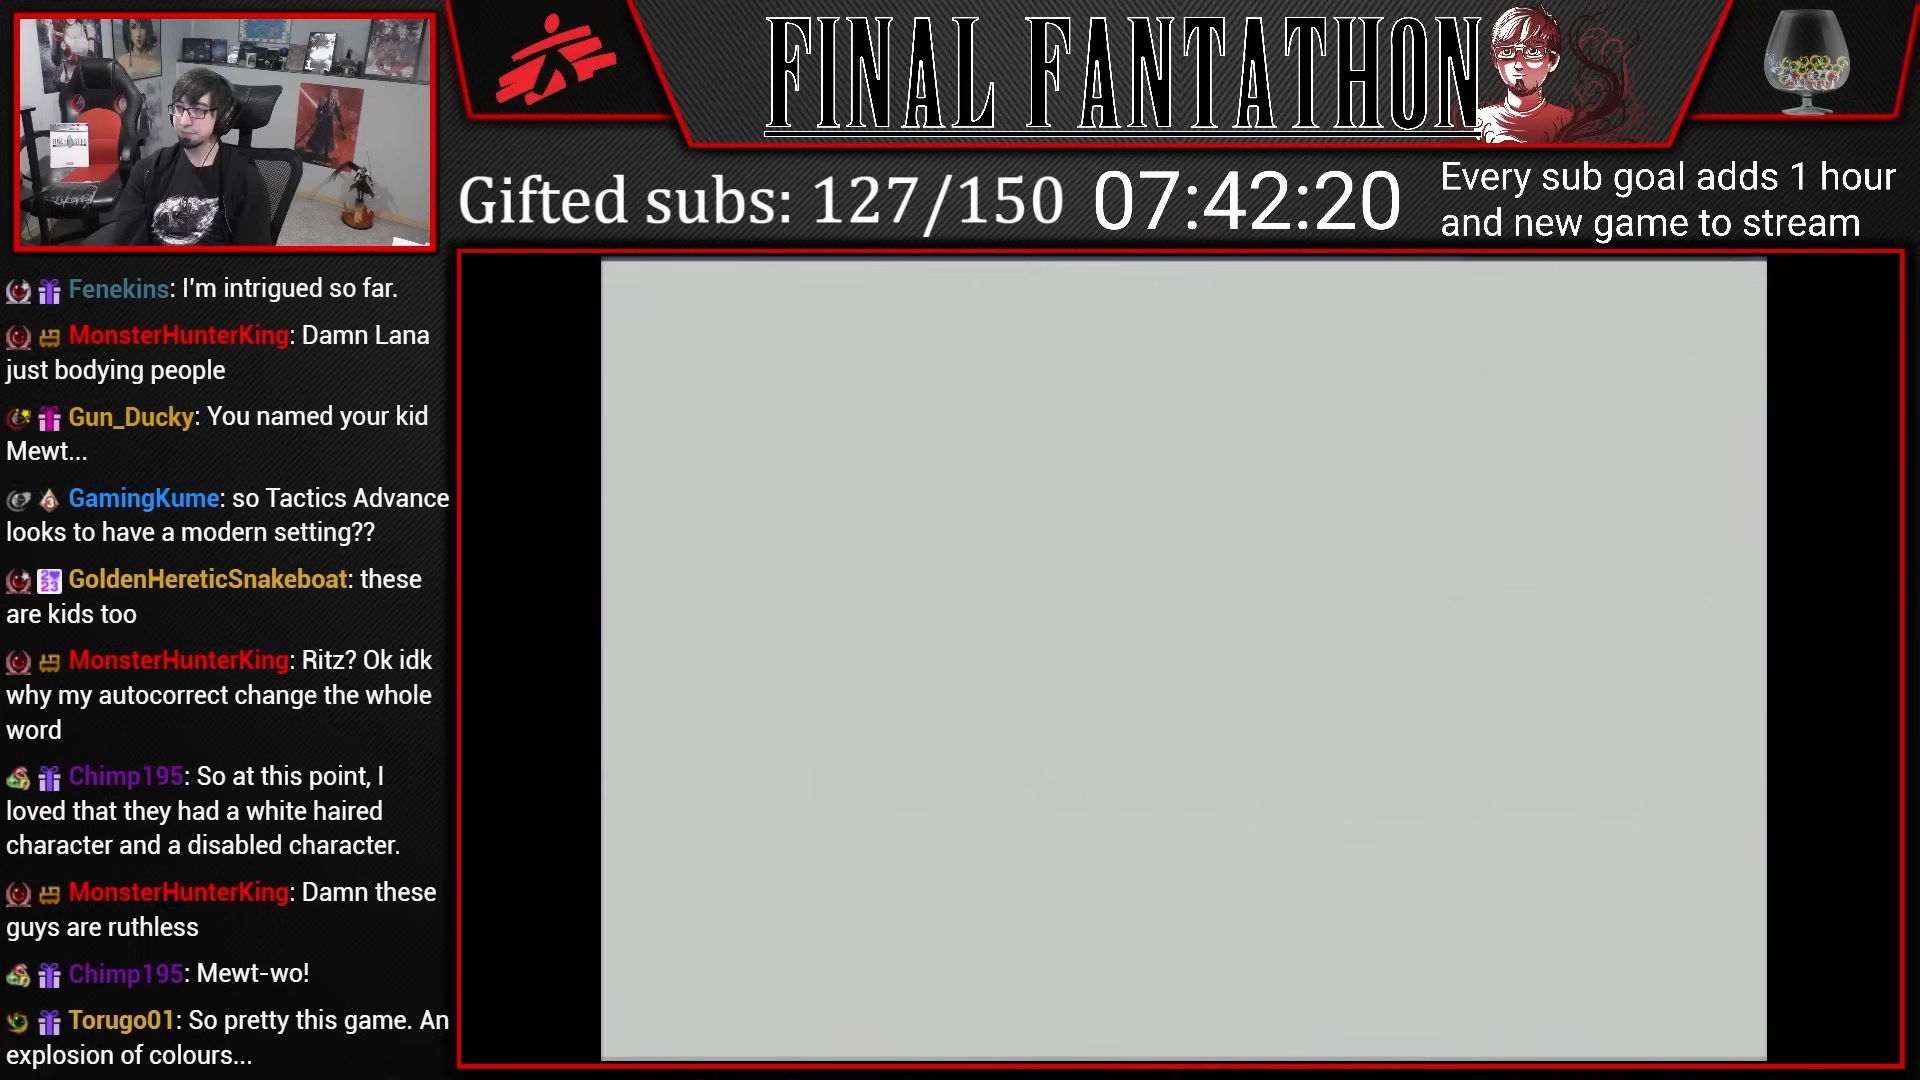 FINAL FANTATHON
Gifted subs: 127/150
07:42:20
Every sub goal adds 1 hour
and new game to stream
Fenekins: I'm intrigued so far.
MonsterHunterKing: Damn Lana
just bodying people
Gun_Ducky: You named your kid
Mewt...
GamingKume: so Tactics Advance
looks to have a modern setting??
GoldenHereticSnakeboat: these
are kids too
MonsterHunterKing: Ritz? Ok idk
why my autocorrect change the whole
word
Chimp195: So at this point, I
loved that they had a white haired
character and a disabled character.
MonsterHunterKing: Damn these
guys are ruthless
Chimp195: Mewt-wo!
Torugo01: So pretty this game. An
explosion of colours...